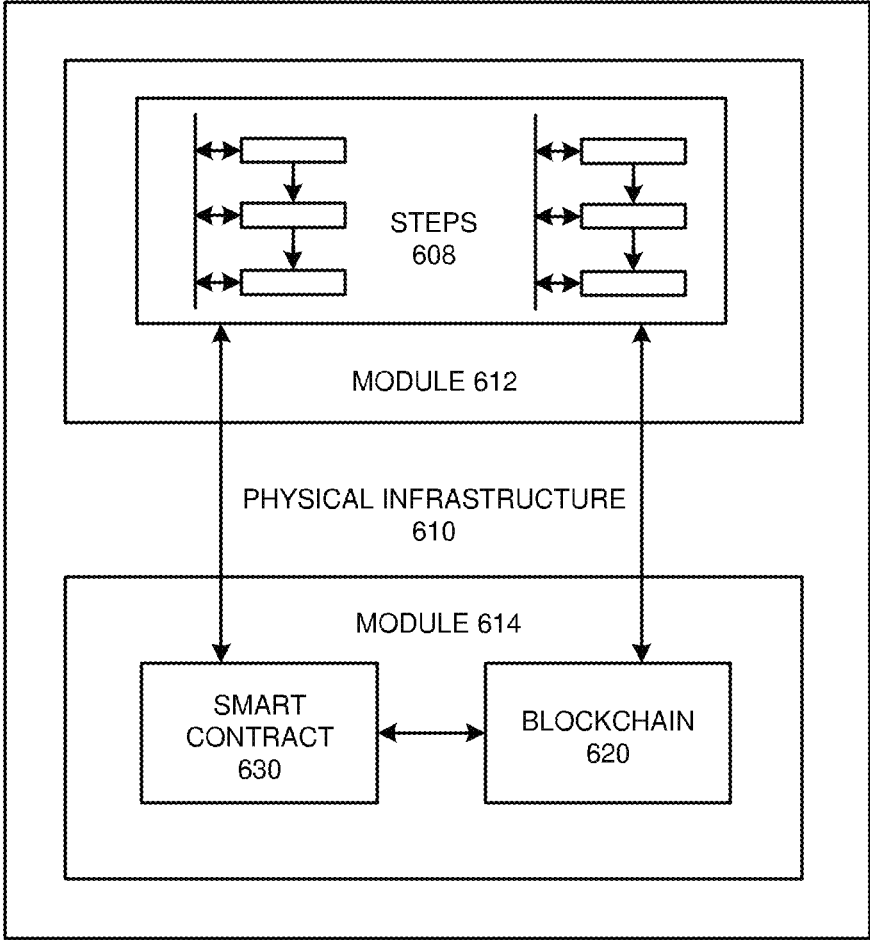 STEPS
608
MODULE 612
PHYSICAL INFRASTRUCTURE
610
MODULE 614
SMART
CONTRACT
630
BLOCKCHAIN
620